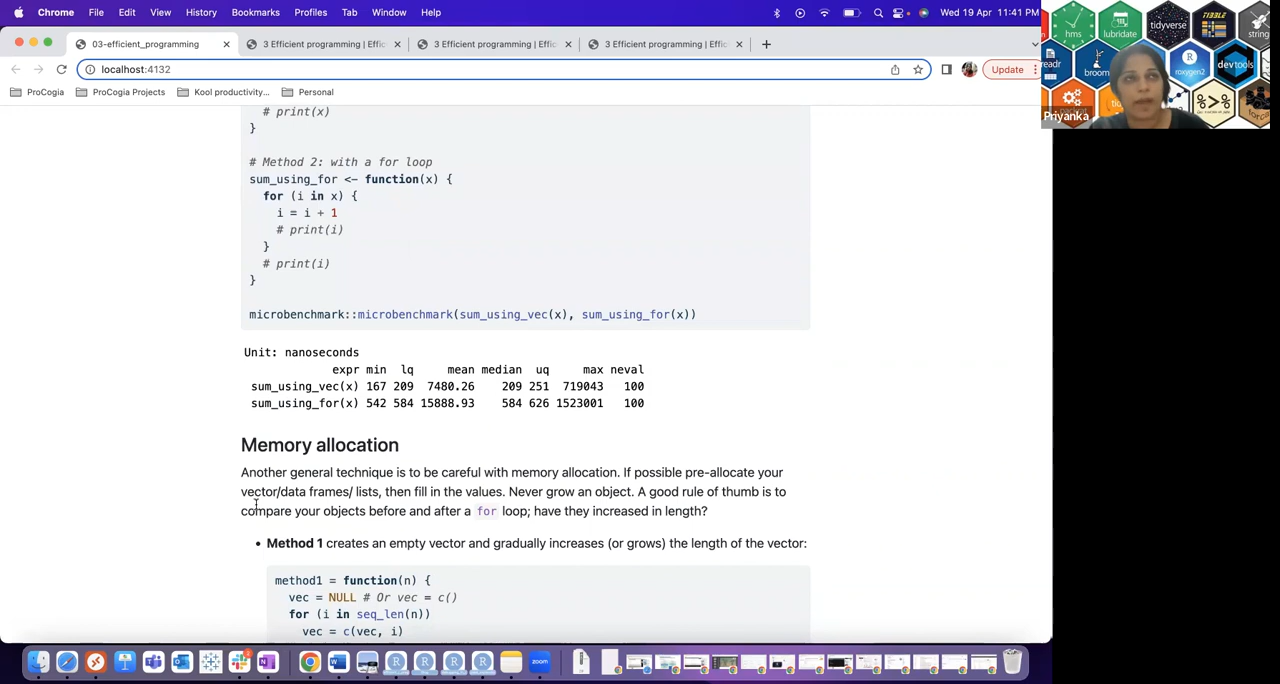 Chrome File Edit View History Bookmarks Profiles Tab Window Help Wed 19 Apr 11:41 PM
03-efficient_programming 3 Efficient programming | Effic 3 Efficient programming | Effic 3 Efficient programming | Effic
localhost:4132 Update
ProCogia ProCogia Projects Kool productivity... Personal
hms lubridate tidyverse FIBBLE string
readr broom roxygen2 devtools
%>%
Priyanka
# print(x)
}
# Method 2: with a for loop
sum_using_for <- function(x) {
for (i in x) {
i = i + 1
# print(i)
}
# print(i)
}
microbenchmark::microbenchmark(sum_using_vec(x), sum_using_for(x))
Unit: nanoseconds
expr min lq mean median uq max neval
sum_using_vec(x) 167 209 7480.26 209 251 719043 100
sum_using_for(x) 542 584 15888.93 584 626 1523001 100
Memory allocation
Another general technique is to be careful with memory allocation. If possible pre-allocate your
vector/data frames/ lists, then fill in the values. Never grow an object. A good rule of thumb is to
compare your objects before and after a for loop; have they increased in length?
• Method 1 creates an empty vector and gradually increases (or grows) the length of the vector:
method1 = function(n) {
vec = NULL # Or vec = c()
for (i in seq_len(n))
vec = c(vec, i)
zoom